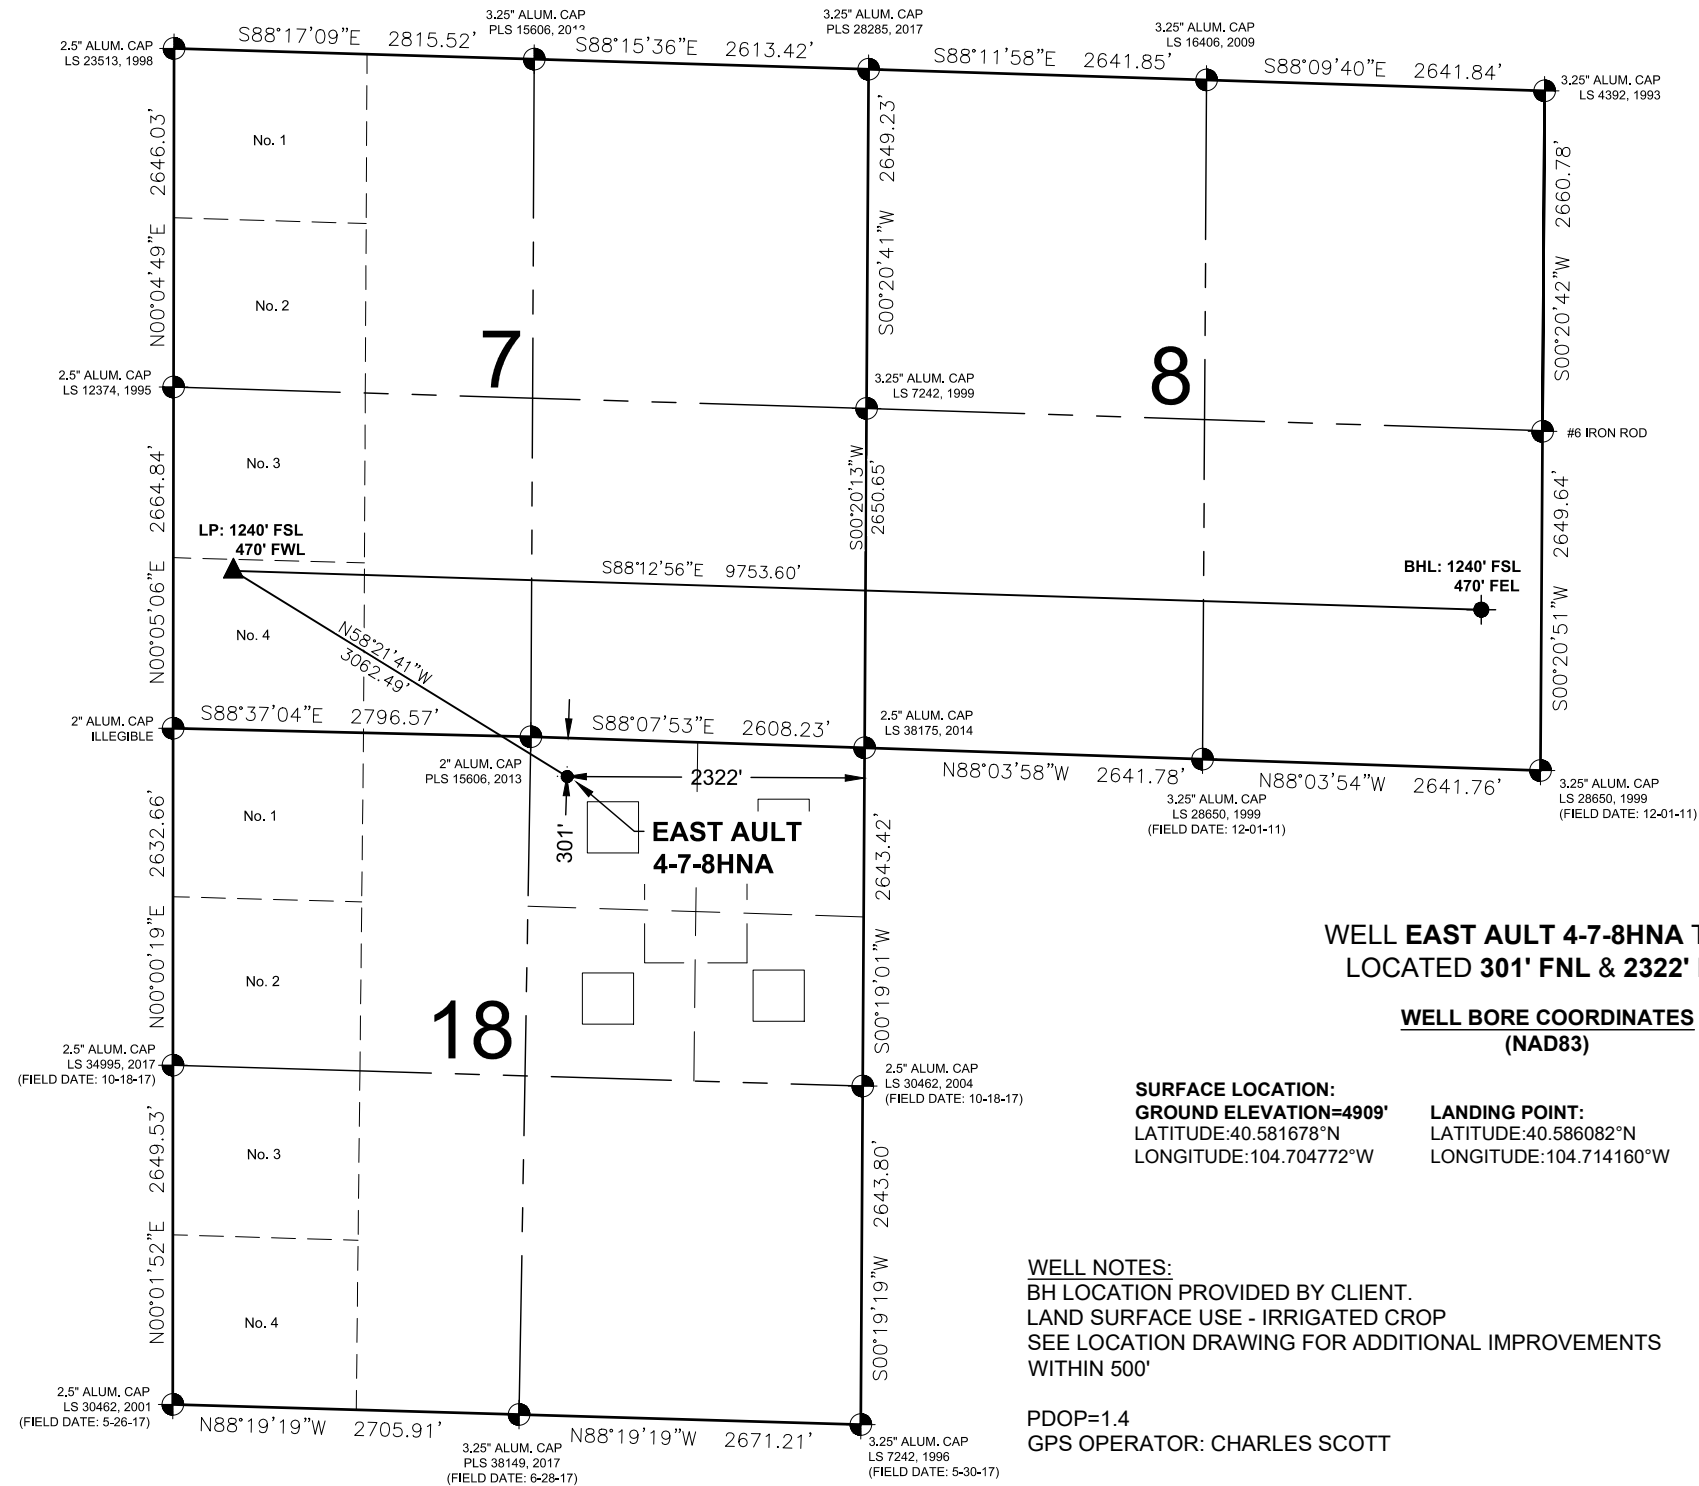 3.25" ALUM. CAP
PLS 15606, 201
3.25" ALUM. CAP
PLS 28285, 2017
3.25" ALUM. CAP
LS 16406, 2009
2.5" ALUM. CAP
LS 23513, 1998
S88°17'09"E 2815.52'
S88°15'36"E 2613.42'
S88°11'58"E 2641.85'
S88°09'40"E 2641.84'
3.25" ALUM. CAP
LS 4392, 1993
N00°04'49"E 2646.03'
No. 1
S00°20'41"W 2649.23'
S00°20'42"W 2660.78'
No. 2
7
8
2.5" ALUM. CAP
LS 12374, 1995
3.25" ALUM. CAP
LS 7242, 1999
#6 IRON ROD
N00°05'06"E 2664.84'
No. 3
S00°20'13"W
2650.65'
S00°20'51"W 2649.64'
LP: 1240' FSL
470' FWL
S88°12'56"E 9753.60'
BHL: 1240' FSL
470' FEL
No. 4
N58°21'41"W
3062.49'
2" ALUM. CAP
ILLEGIBLE
S88°37'04"E 2796.57'
S88°07'53"E 2608.23'
2.5" ALUM. CAP
LS 38175, 2014
2" ALUM. CAP
PLS 15606, 2013
2322'
N88°03'58"W 2641.78'
N88°03'54"W 2641.76'
3.25" ALUM. CAP
LS 28650, 1999
(FIELD DATE: 12-01-11)
3.25" ALUM. CAP
LS 28650, 1999
(FIELD DATE: 12-01-11)
N00°00'19"E 2632.66'
No. 1
301'
EAST AULT
4-7-8HNA
S00°19'01"W 2643.42'
No. 2
18
WELL EAST AULT 4-7-8HNA
LOCATED 301' FNL & 2322'
WELL BORE COORDINATES
(NAD83)
2.5" ALUM. CAP
LS 34995, 2017
(FIELD DATE: 10-18-17)
2.5" ALUM. CAP
LS 30462, 2004
(FIELD DATE: 10-18-17)
SURFACE LOCATION:
GROUND ELEVATION=4909'
LATITUDE:40.581678°N
LONGITUDE:104.704772°W
LANDING POINT:
LATITUDE:40.586082°N
LONGITUDE:104.714160°W
N00°01'52"E 2649.53'
No. 3
S00°19'19"W 2643.80'
No. 4
WELL NOTES:
BH LOCATION PROVIDED BY CLIENT.
LAND SURFACE USE - IRRIGATED CROP
SEE LOCATION DRAWING FOR ADDITIONAL IMPROVEMENTS
WITHIN 500'
PDOP=1.4
GPS OPERATOR: CHARLES SCOTT
2.5" ALUM. CAP
LS 30462, 2001
(FIELD DATE: 5-26-17)
N88°19'19"W 2705.91'
N88°19'19"W 2671.21'
3.25" ALUM. CAP
PLS 38149, 2017
(FIELD DATE: 6-28-17)
3.25" ALUM. CAP
LS 7242, 1996
(FIELD DATE: 5-30-17)